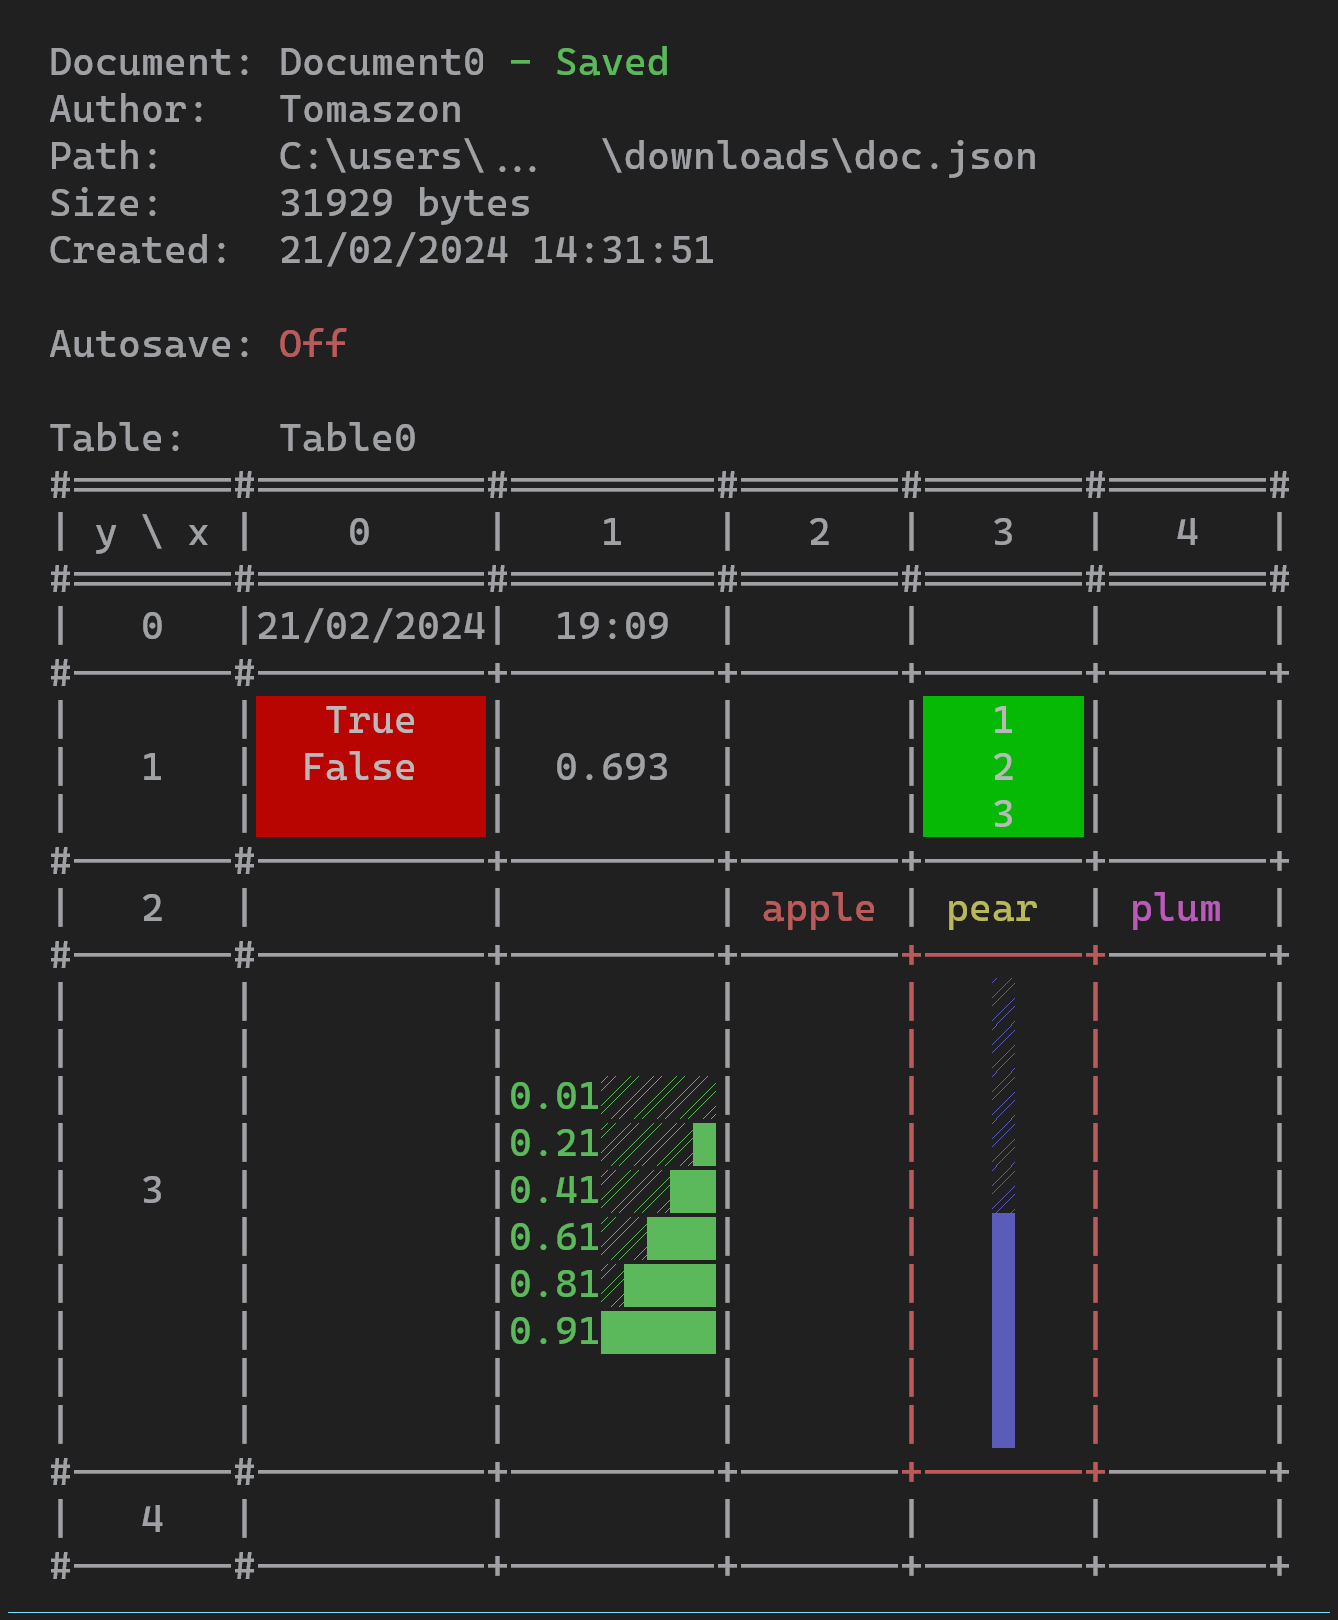 Document: Document0 - Saved
Author: Tomaszon
Path: C:\users\... \downloads\doc.json
Size: 31929 bytes
Created: 21/02/2024 14:31:51
Autosave: Off
Table: Table0
#======#======#======#======#======#======#
| y \ x | 0 | 1 | 2 | 3 | 4 |
#======#======#======#======#======#======#
| 0 |21/02/2024| 19:09 | | | |
#------#------+------+------+------+------+
| | True | | | 1 | |
| 1 | False | 0.693 | | 2 | |
| | | | | 3 | |
#------#------+------+------+------+------+
| 2 | | | apple | pear | plum |
#------#------+------+------+------+------+
| | | | | | |
| | | | | | |
| | |0.01 | | | |
| | |0.21 | | | |
| 3 | |0.41 | | | |
| | |0.61 | | | |
| | |0.81 | | | |
| | |0.91 | | | |
| | | | | | |
| | | | | | |
#------#------+------+------+------+------+
| 4 | | | | | |
#------#------+------+------+------+------+